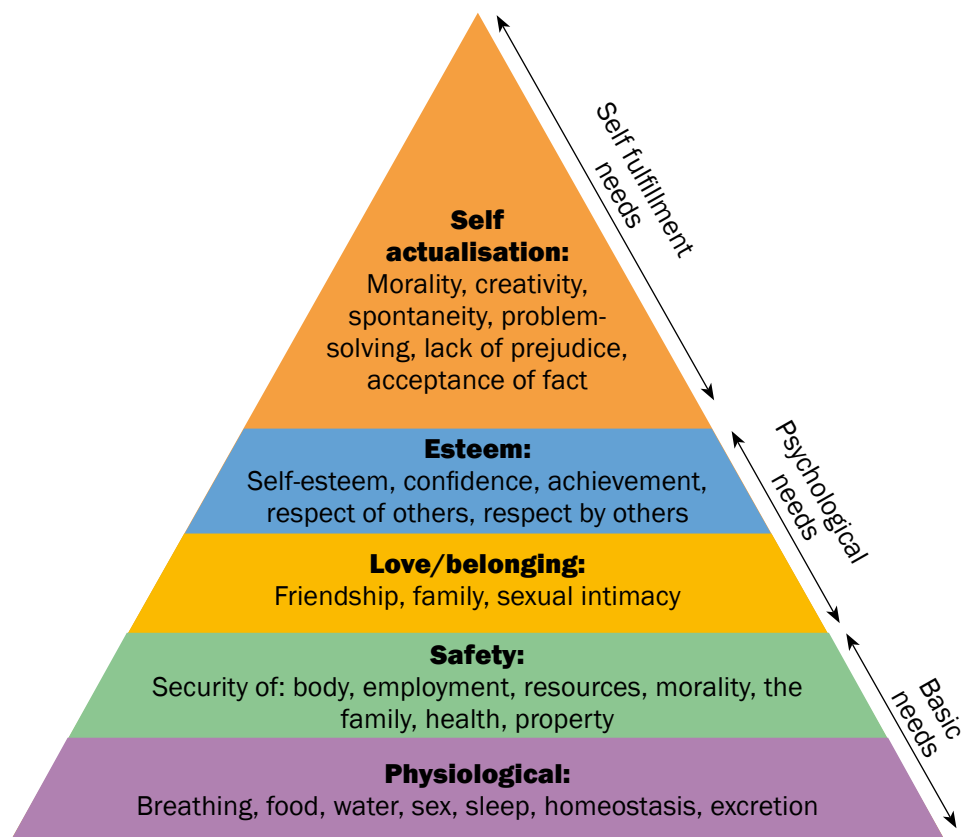 Self
actualisation:
Morality, creativity,
spontaneity, problem-
solving, lack of prejudice,
acceptance of fact
Esteem:
Self-esteem, confidence, achievement,
respect of others, respect by others
Love/belonging:
Friendship, family, sexual intimacy
Safety:
Security of: body, employment, resources, morality, the
family, health, property
Physiological:
Breathing, food, water, sex, sleep, homeostasis, excretion
Self fulfillment
needs
Psychological
needs
Basic
needs